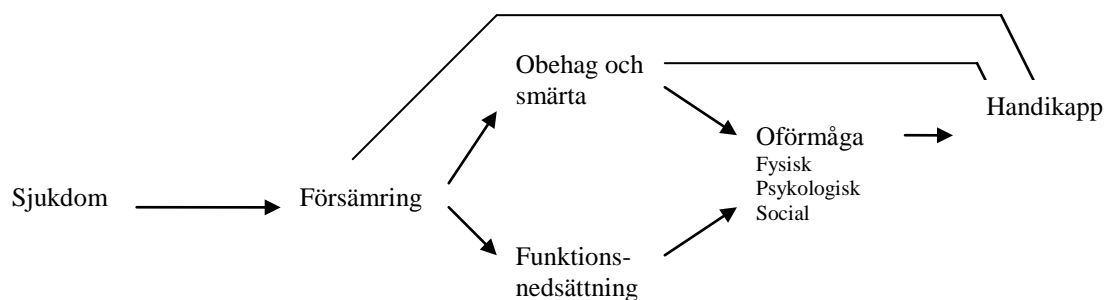 Obehag och
smärta
Handikapp
Oförmåga
Fysisk
Psykologisk
Social
Sjukdom
Försämring
Funktions-
nedsättning